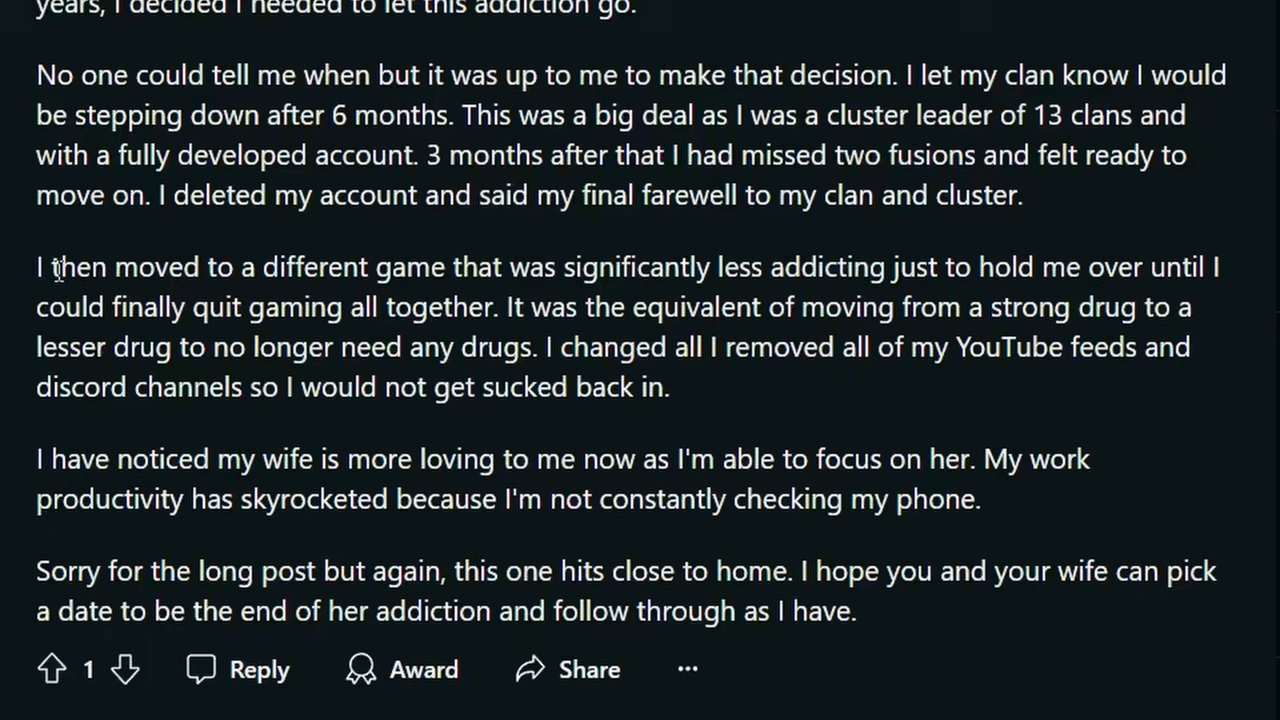 years, I decided I needed to let this addiction go.
No one could tell me when but it was up to me to make that decision. I let my clan know I would
be stepping down after 6 months. This was a big deal as I was a cluster leader of 13 clans and
with a fully developed account. 3 months after that I had missed two fusions and felt ready to
move on. I deleted my account and said my final farewell to my clan and cluster.
I then moved to a different game that was significantly less addicting just to hold me over until I
could finally quit gaming all together. It was the equivalent of moving from a strong drug to a
lesser drug to no longer need any drugs. I changed all I removed all of my YouTube feeds and
discord channels so I would not get sucked back in.
I have noticed my wife is more loving to me now as I'm able to focus on her. My work
productivity has skyrocketed because I'm not constantly checking my phone.
Sorry for the long post but again, this one hits close to home. I hope you and your wife can pick
a date to be the end of her addiction and follow through as I have.
1 Reply Award Share ···